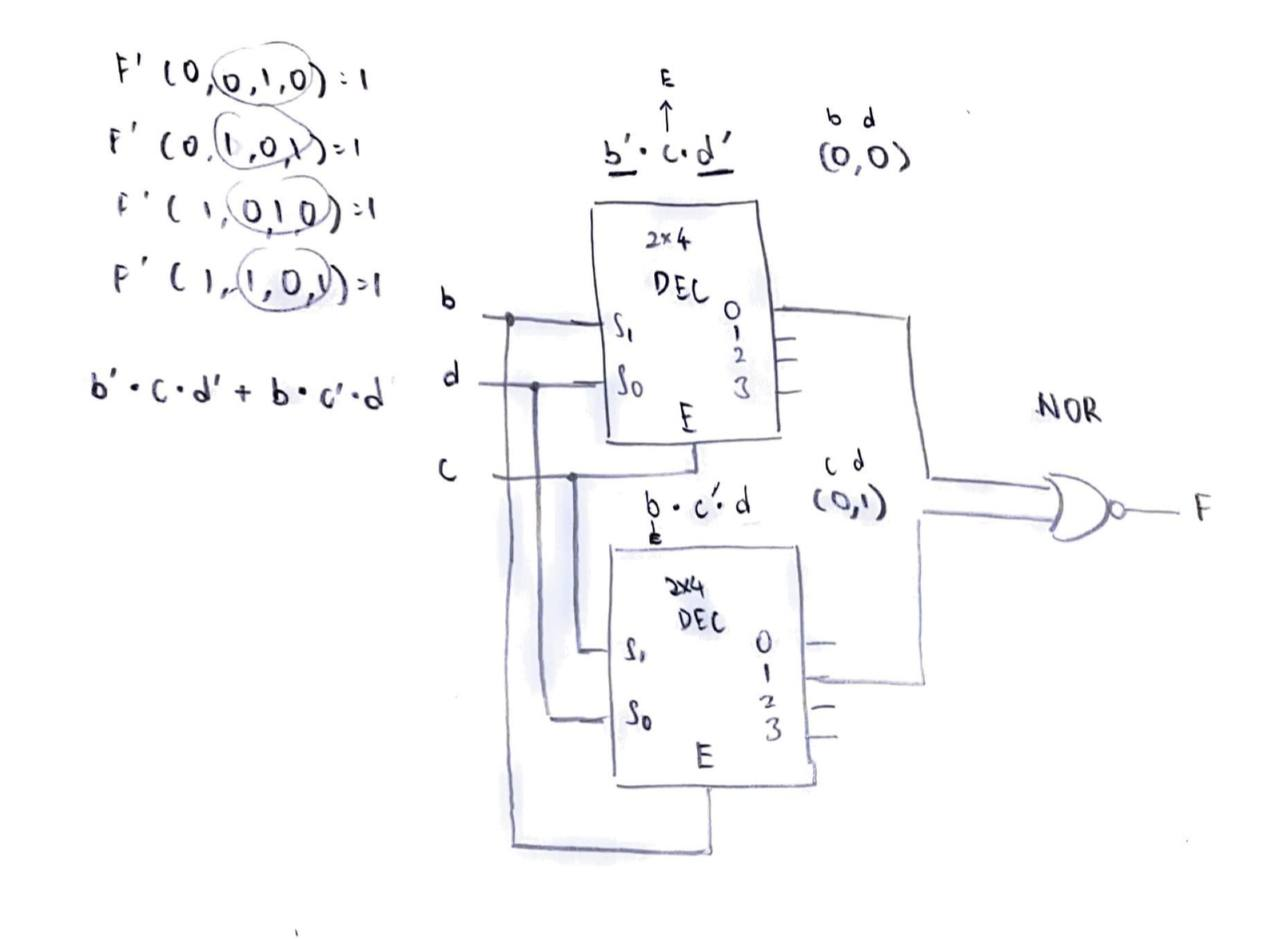 F' (0,0,1,0) = 1
F' (0,1,0,1) = 1
F' (1,0,1,0) = 1
F' (1,1,0,1) = 1
b'·c·d' + b·c'·d
E
b'·c·d'
b d
(0,0)
2x4
DEC
b
d
c
S1
S0
E
0
1
2
3
NOR
F
c d
(0,1)
b·c'·d
E
2x4
DEC
S1
S0
E
0
1
2
3